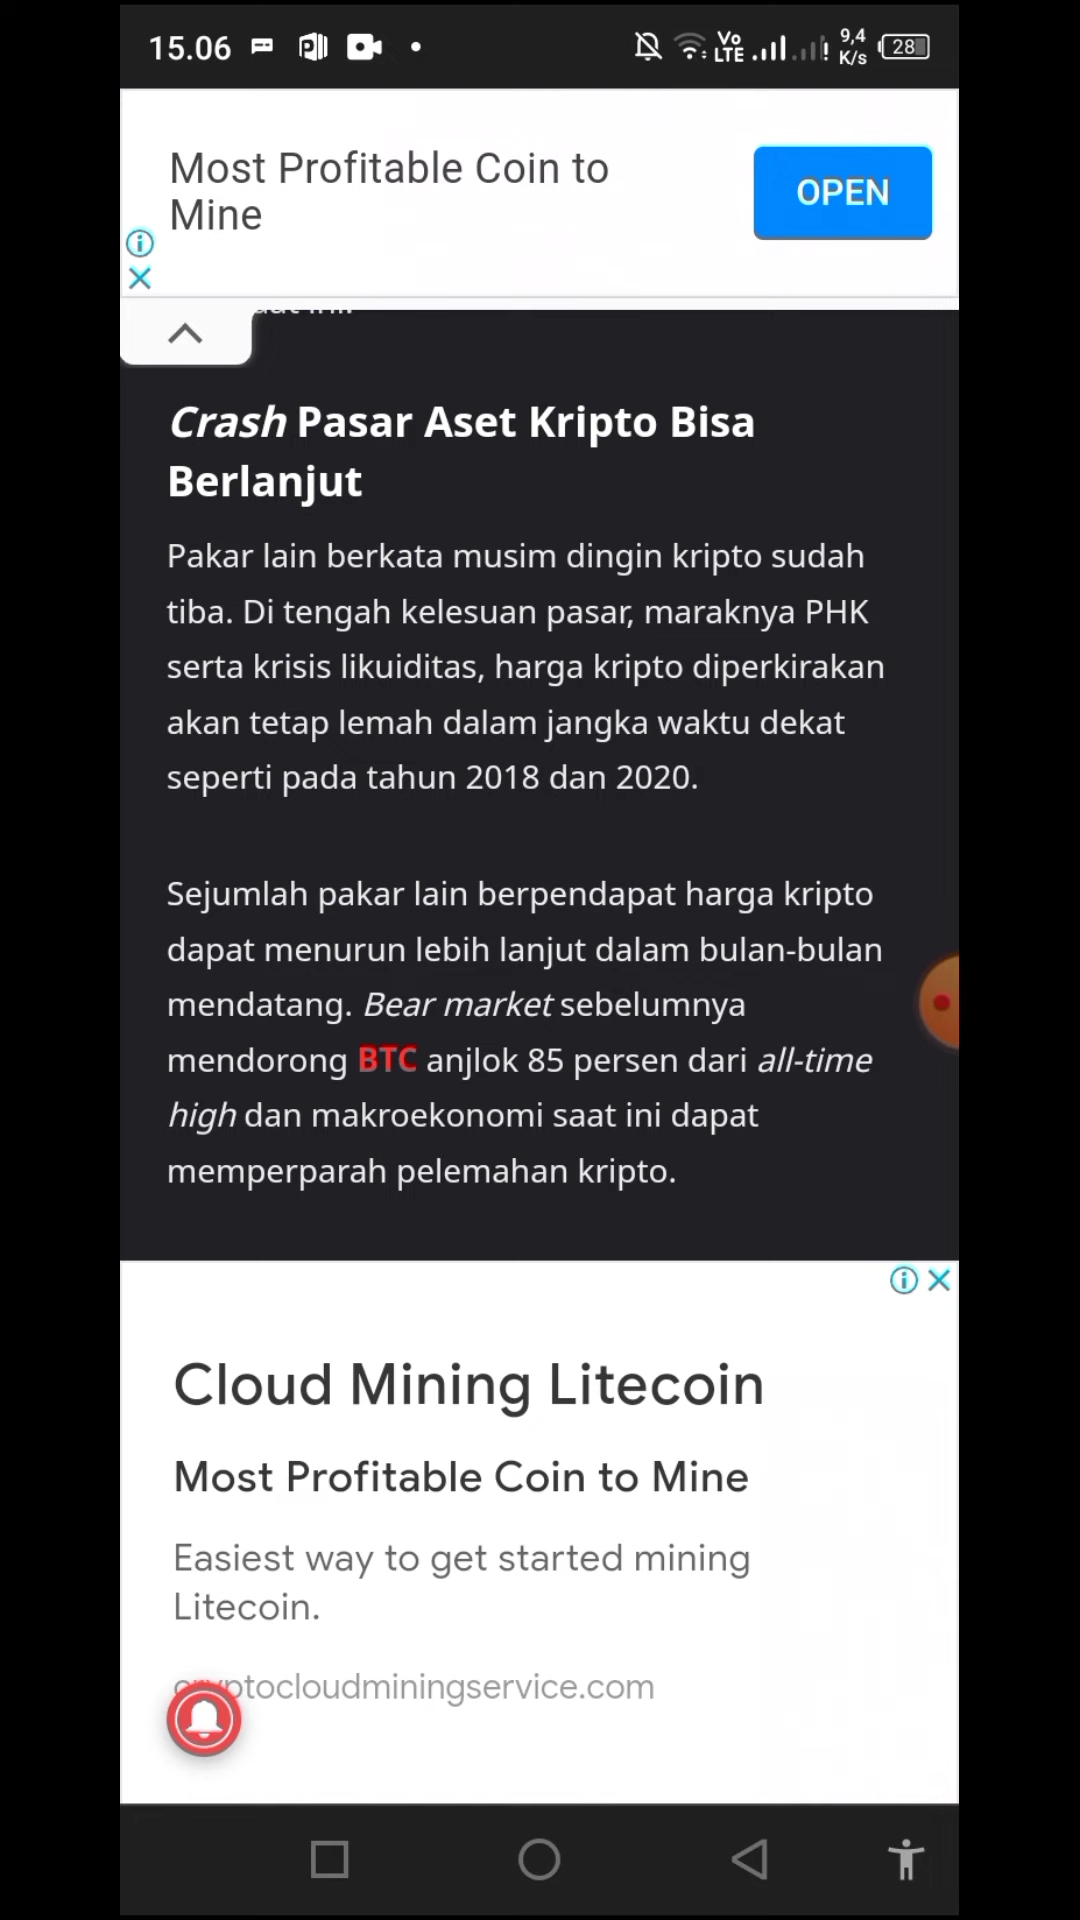 15.06
Vo
LTE
9,4
K/s
28
Most Profitable Coin to
Mine
OPEN
Crash Pasar Aset Kripto Bisa
Berlanjut
Pakar lain berkata musim dingin kripto sudah
tiba. Di tengah kelesuan pasar, maraknya PHK
serta krisis likuiditas, harga kripto diperkirakan
akan tetap lemah dalam jangka waktu dekat
seperti pada tahun 2018 dan 2020.
Sejumlah pakar lain berpendapat harga kripto
dapat menurun lebih lanjut dalam bulan-bulan
mendatang. Bear market sebelumnya
mendorong BTC anjlok 85 persen dari all-time
high dan makroekonomi saat ini dapat
memperparah pelemahan kripto.
Cloud Mining Litecoin
Most Profitable Coin to Mine
Easiest way to get started mining
Litecoin.
cryptocloudminingservice.com